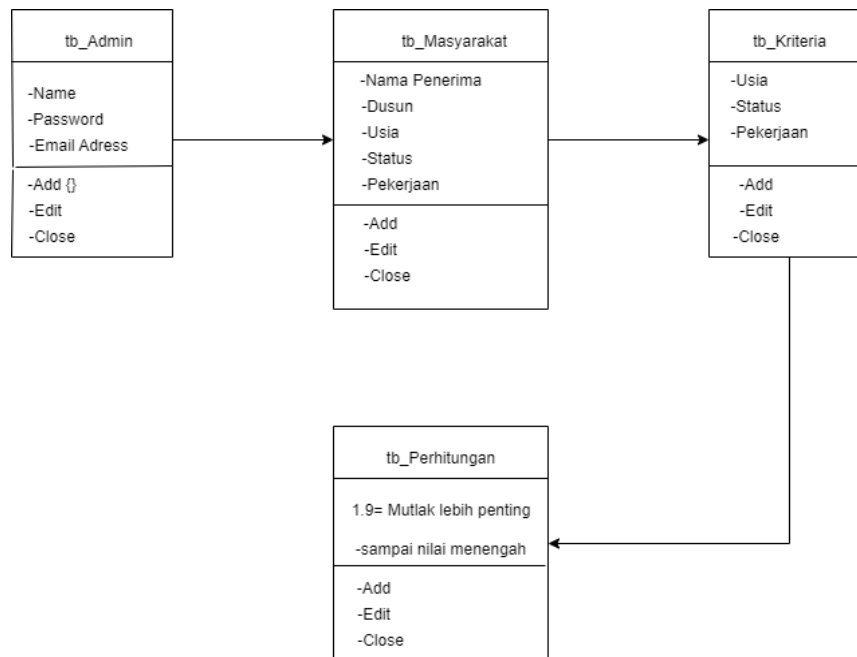 tb_Admin
-Name
-Password
-Email Adress
-Add {}
-Edit
-Close
tb_Masyarakat
-Nama Penerima
-Dusun
-Usia
-Status
-Pekerjaan
-Add
-Edit
-Close
tb_Kriteria
-Usia
-Status
-Pekerjaan
-Add
-Edit
-Close
tb_Perhitungan
1.9= Mutlak lebih penting
-sampai nilai menengah
-Add
-Edit
-Close